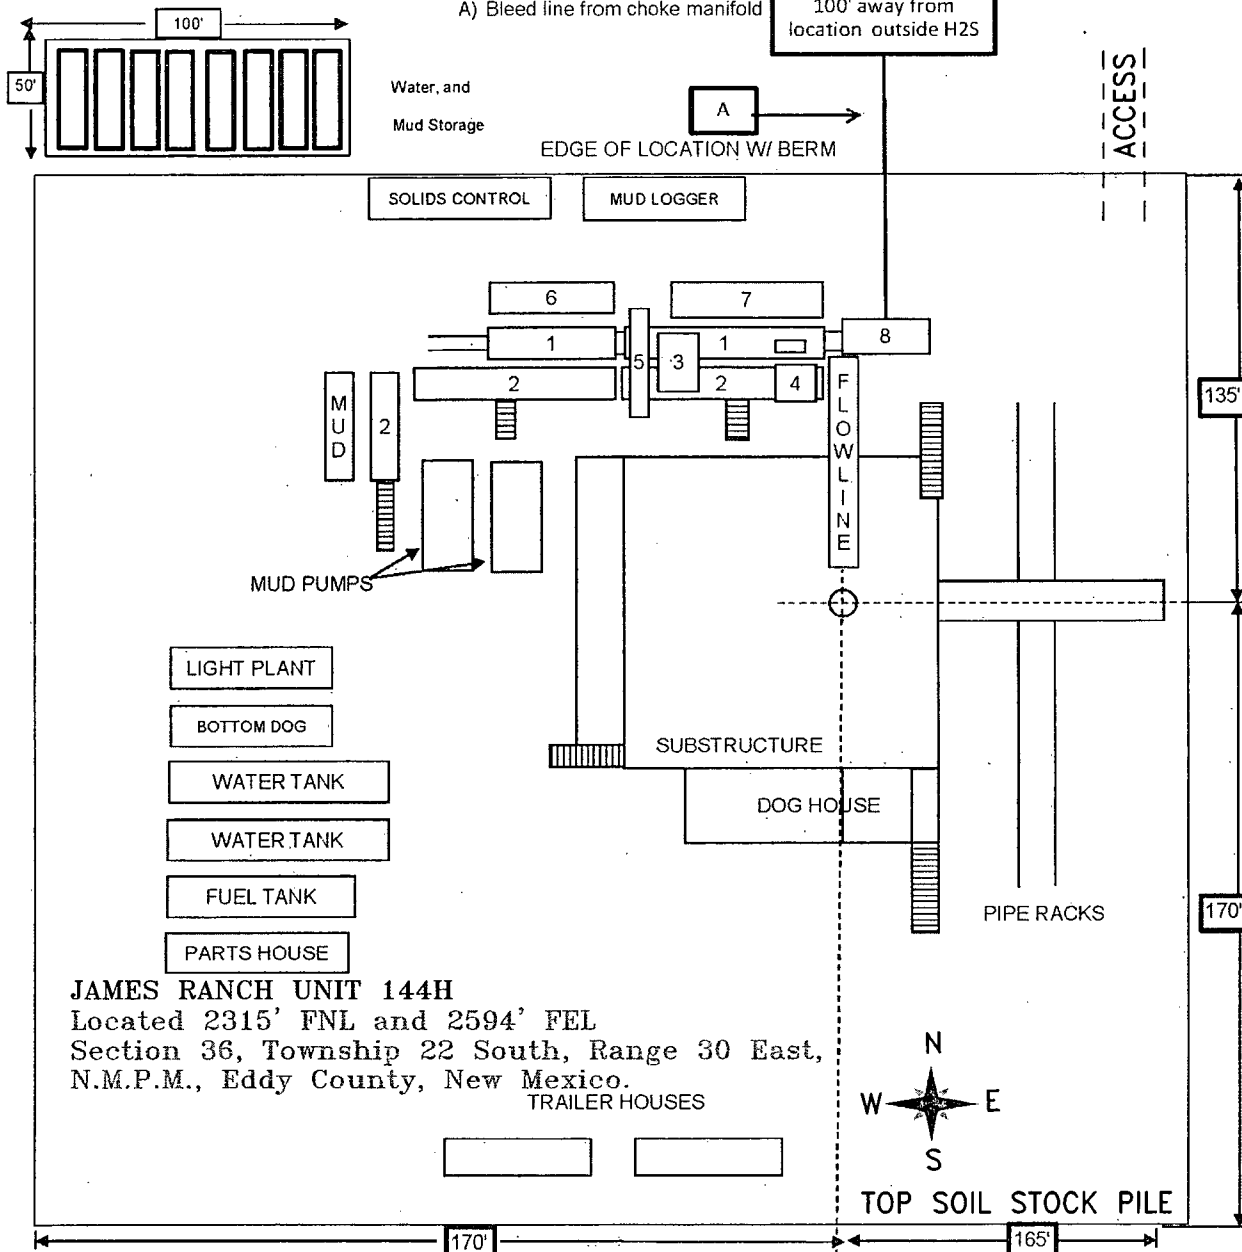 A) Bleed line from choke manifold
100' away from
location outside H2S
100'
50'
Water, and
Mud Storage
A
EDGE OF LOCATION W/ BERM
ACCESS
SOLIDS CONTROL
MUD LOGGER
6
7
1
5
3
1
8
2
2
4
MUD
2
FLOWLINE
135'
MUD PUMPS
LIGHT PLANT
BOTTOM DOG
WATER TANK
WATER TANK
FUEL TANK
PARTS HOUSE
SUBSTRUCTURE
DOG HOUSE
PIPE RACKS
170'
JAMES RANCH UNIT 144H
Located 2315' FNL and 2594' FEL
Section 36, Township 22 South, Range 30 East,
N.M.P.M., Eddy County, New Mexico.
TRAILER HOUSES
N
W E
S
TOP SOIL STOCK PILE
170'
165'